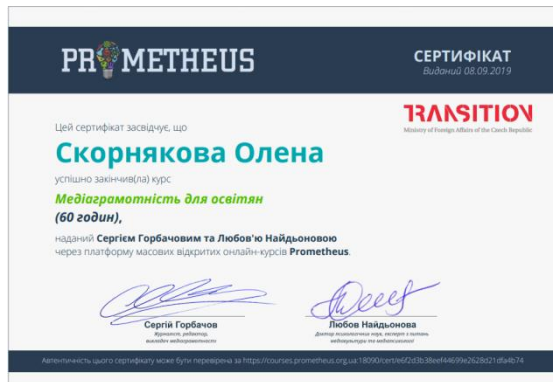 PROMETHEUS
СЕРТИФІКАТ
Виданий 08.09.2019
TRANSITION
Ministry of Foreign Affairs of the Czech Republic
Цей сертифікат засвідчує, що
Скорнякова Олена
успішно закінчив(ла) курс
Медіаграмотність для освітян
(60 годин),
наданий Сергієм Горбачовим та Любов'ю Найдьоновою
через платформу масових відкритих онлайн-курсів Prometheus.
Сергій Горбачов
Журналіст, редактор,
викладач медіаграмотності
Любов Найдьонова
Доктор психологічних наук, експерт з питань
медіакультури та медіапсихології
Автентичність цього сертифікату може бути перевірена за https://courses.prometheus.org.ua:18090/cert/e6f2d3b38eef44699e2628d21dfa4b74